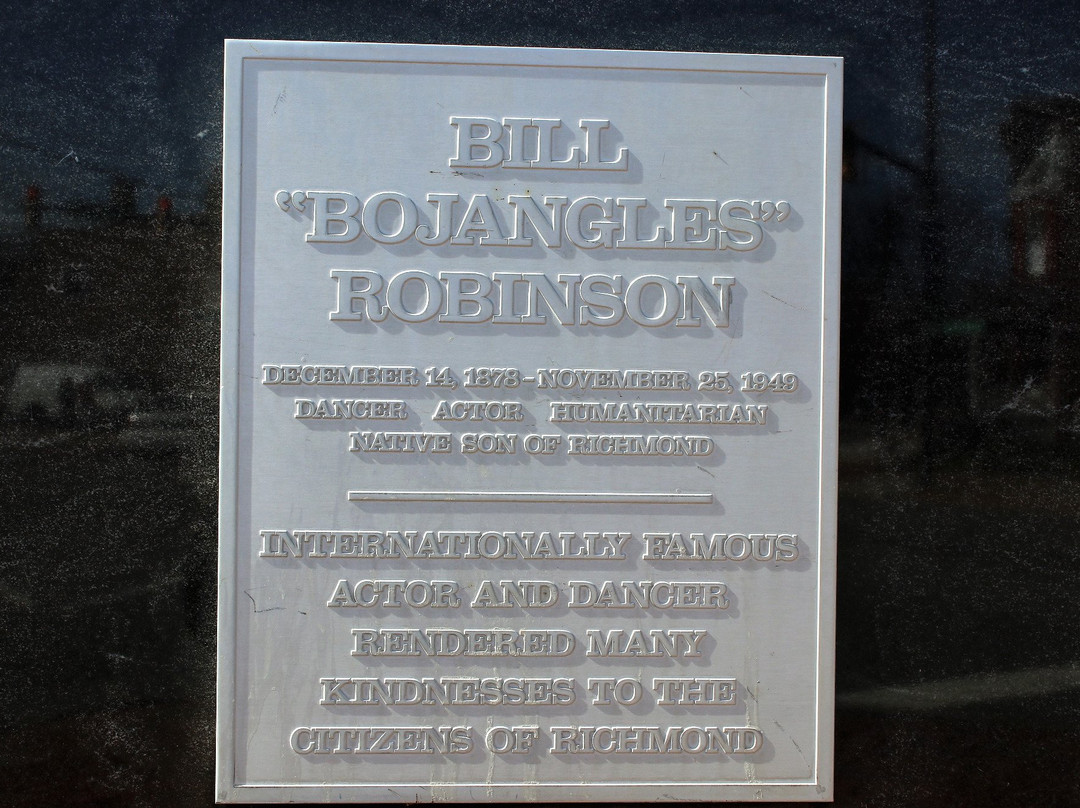 BILL
“BOJANGLES”
ROBINSON
DECEMBER 14, 1878-NOVEMBER 25, 1949
DANCER ACTOR HUMANITARIAN
NATIVE SON OF RICHMOND
INTERNATIONALLY FAMOUS
ACTOR AND DANCER
RENDERED MANY
KINDNESSES TO THE
CITIZENS OF RICHMOND